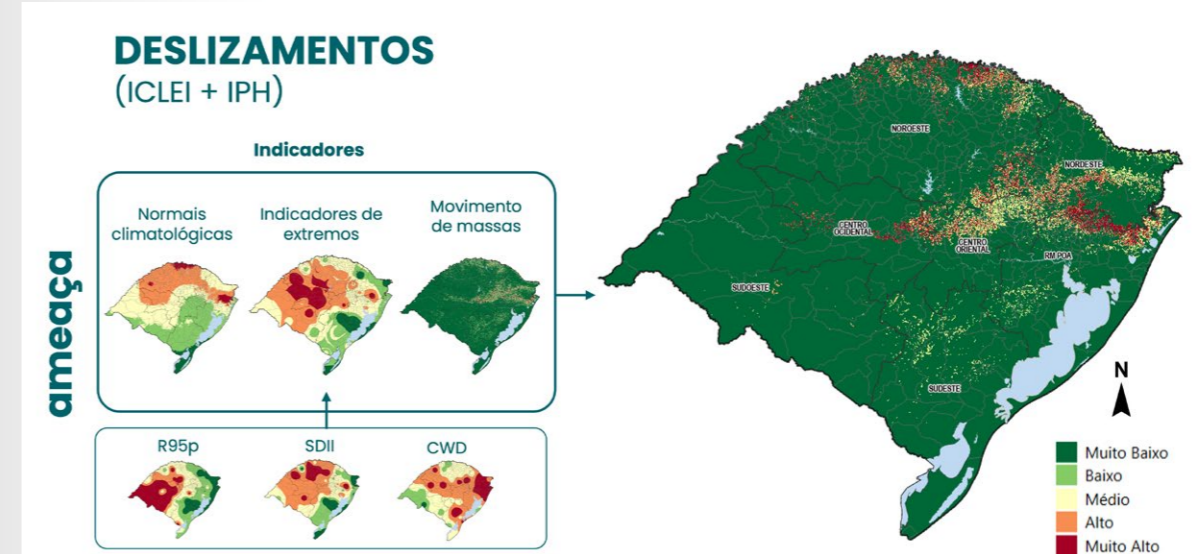 DESLIZAMENTOS
(ICLEI + IPH)
Indicadores
ameaça
Normais
climatológicas
Indicadores de
extremos
Movimento
de massas
R95p
SDII
CWD
NOROESTE
NORDESTE
CENTRO
OCIDENTAL
CENTRO
ORIENTAL
RM POA
SUDOESTE
SUDESTE
N
Muito Baixo
Baixo
Médio
Alto
Muito Alto